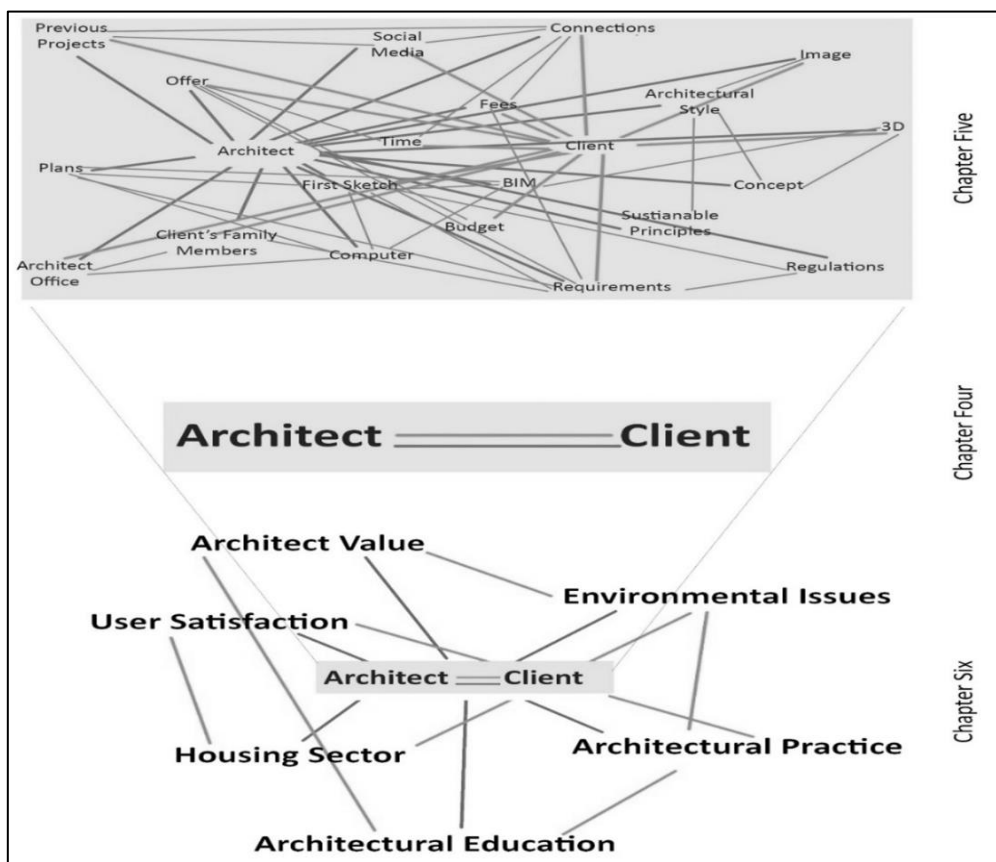 Previous
Projects
Social
Media
Connections
Image
Offer
Fees
Architectural
Style
3D
Architect
Time
Client
Plans
First Sketch
BIM
Concept
Client's Family
Members
Budget
Sustianable
Principles
Architect
Office
Computer
Requirements
Regulations
Chapter Five
Architect
Client
Chapter Four
Architect Value
Environmental Issues
User Satisfaction
Architect
Client
Housing Sector
Architectural Practice
Architectural Education
Chapter Six